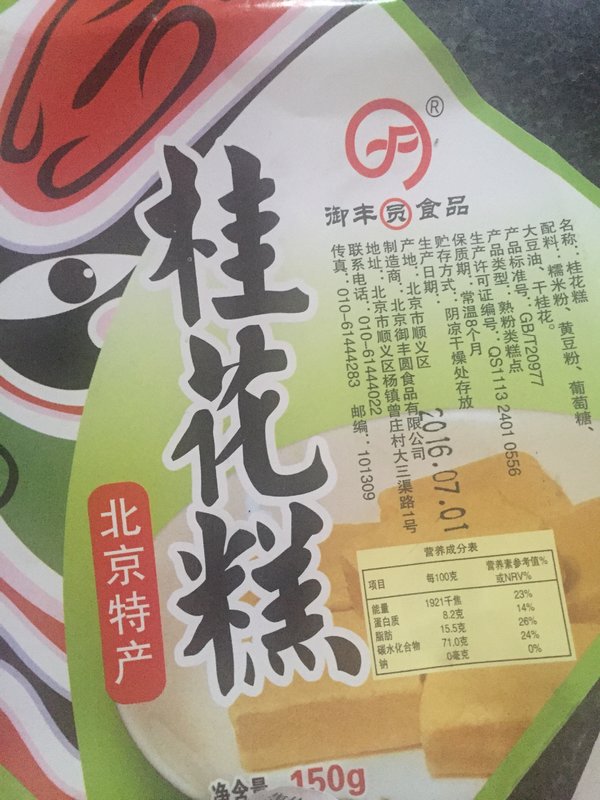 ®
御丰圆食品
桂花糕
北京特产
名称：桂花糕
配料：糯米粉、黄豆粉、葡萄糖、
大豆油、干桂花。
产品标准号：GB/T20977
产品类型：熟粉类糕点
生产许可证编号：QS1113 2401 0556
保质期：常温8个月
贮存方式：阴凉干燥处存放
生产日期：
2016.07.01
产地：北京市顺义区
制造商：北京御丰圆食品有限公司
地址：北京市顺义区杨镇曾庄村大三渠路1号
联系电话：010-61444022
传真：010-61444283 邮编：101309
营养成分表
项目 每100克 营养素参考值%或NRV%
能量 1921千焦 23%
蛋白质 8.2克 14%
脂肪 15.5克 26%
碳水化合物 71.0克 24%
钠 0毫克 0%
净含量 150g